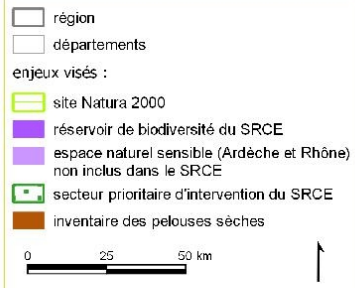 région
départements
enjeux visés :
site Natura 2000
réservoir de biodiversité du SRCE
espace naturel sensible (Ardèche et Rhône)
non inclus dans le SRCE
secteur prioritaire d'intervention du SRCE
inventaire des pelouses sèches
0 25 50 km